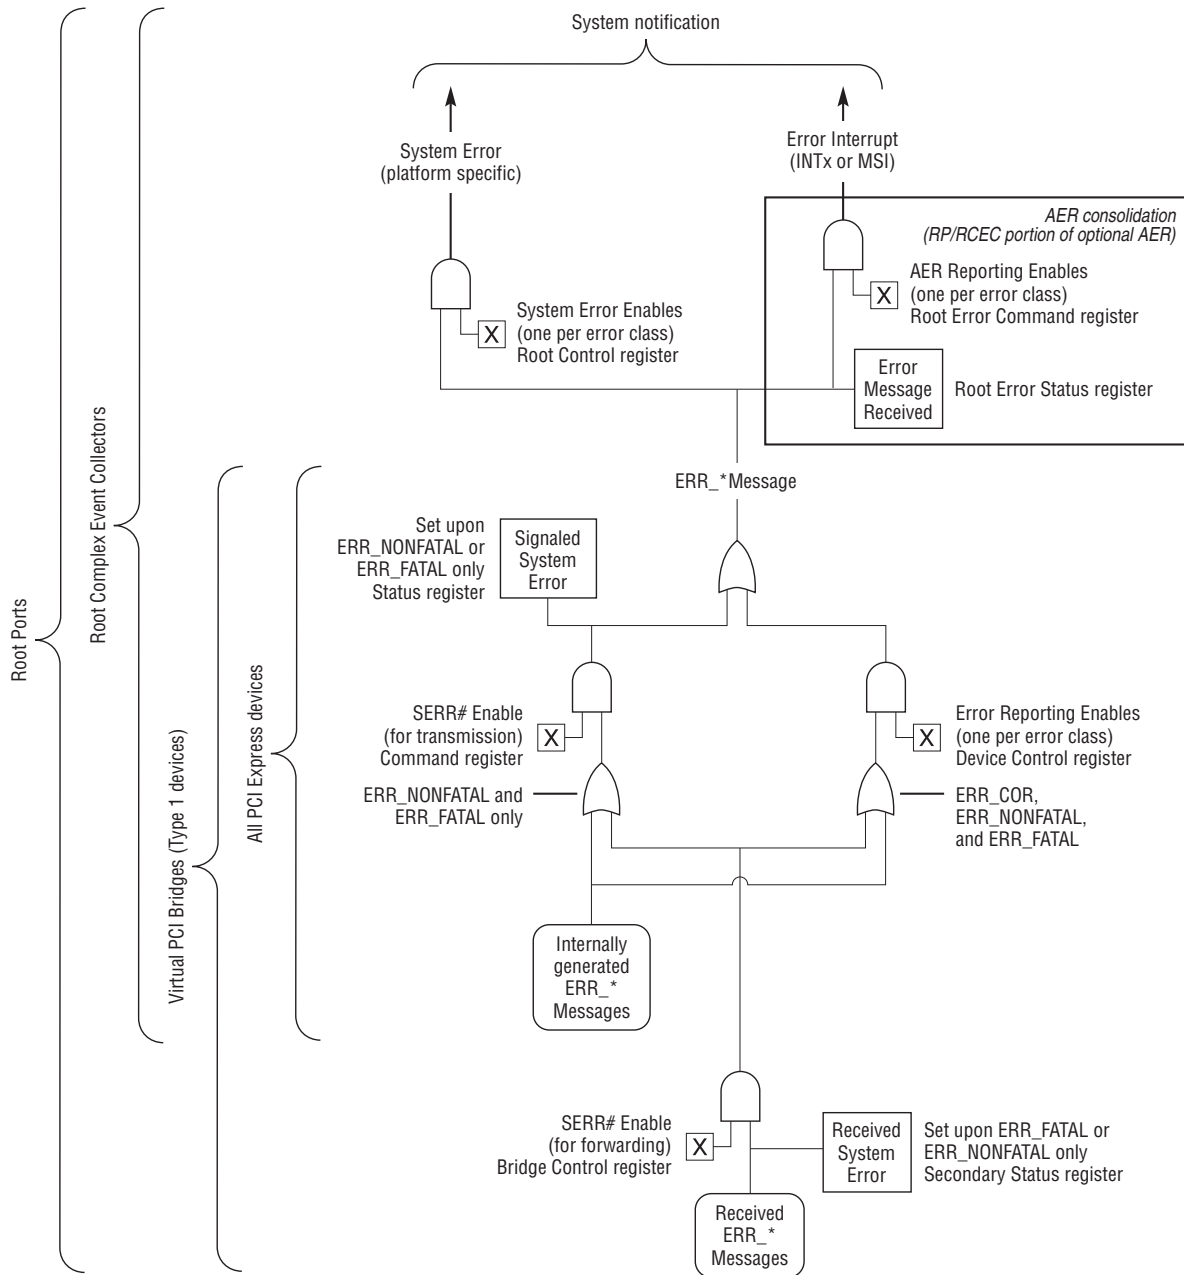 System notification
System Error
(platform specific)
Error Interrupt
(INTx or MSI)
AER consolidation
(RP/RCEC portion of optional AER)
X
System Error Enables
(one per error class)
Root Control register
X
AER Reporting Enables
(one per error class)
Root Error Command register
Error
Message
Received
Root Error Status register
ERR_*Message
Set upon
ERR_NONFATAL or
ERR_FATAL only
Status register
Signaled
System
Error
SERR# Enable
(for transmission)
Command register
X
X
Error Reporting Enables
(one per error class)
Device Control register
ERR_NONFATAL and
ERR_FATAL only
ERR_COR,
ERR_NONFATAL,
and ERR_FATAL
Internally
generated
ERR_*
Messages
SERR# Enable
(for forwarding)
Bridge Control register
X
Received
System
Error
Set upon ERR_FATAL or
ERR_NONFATAL only
Secondary Status register
Received
ERR_*
Messages
Root Ports
Root Complex Event Collectors
Virtual PCI Bridges (Type 1 devices)
All PCI Express devices